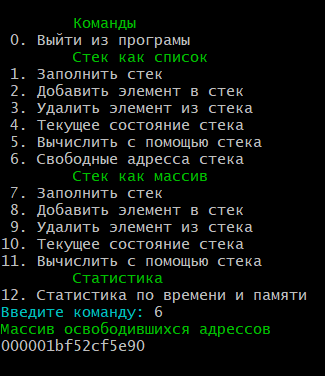 Команды
0. Выйти из програмы
Стек как список
1. Заполнить стек
2. Добавить элемент в стек
3. Удалить элемент из стека
4. Текущее состояние стека
5. Вычислить с помощью стека
6. Свободные адресса стека
Стек как массив
7. Заполнить стек
8. Добавить элемент в стек
9. Удалить элемент из стека
10. Текущее состояние стека
11. Вычислить с помощью стека
Статистика
12. Статистика по времени и памяти
Введите команду: 6
Массив освободившихся адрессов
000001bf52cf5e90